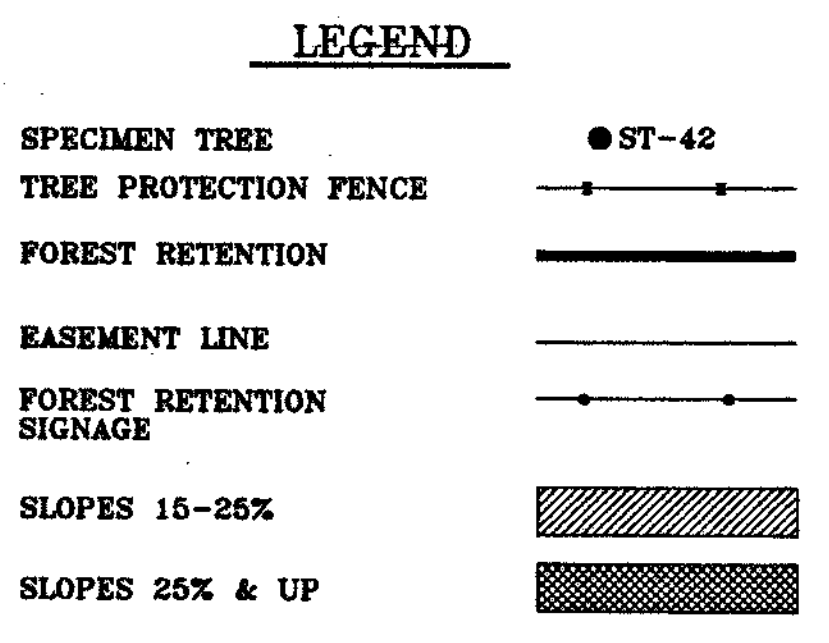 LEGEND
SPECIMEN TREE ST-42
TREE PROTECTION FENCE
FOREST RETENTION
EASEMENT LINE
FOREST RETENTION
SIGNAGE
SLOPES 15-25%
SLOPES 25% & UP